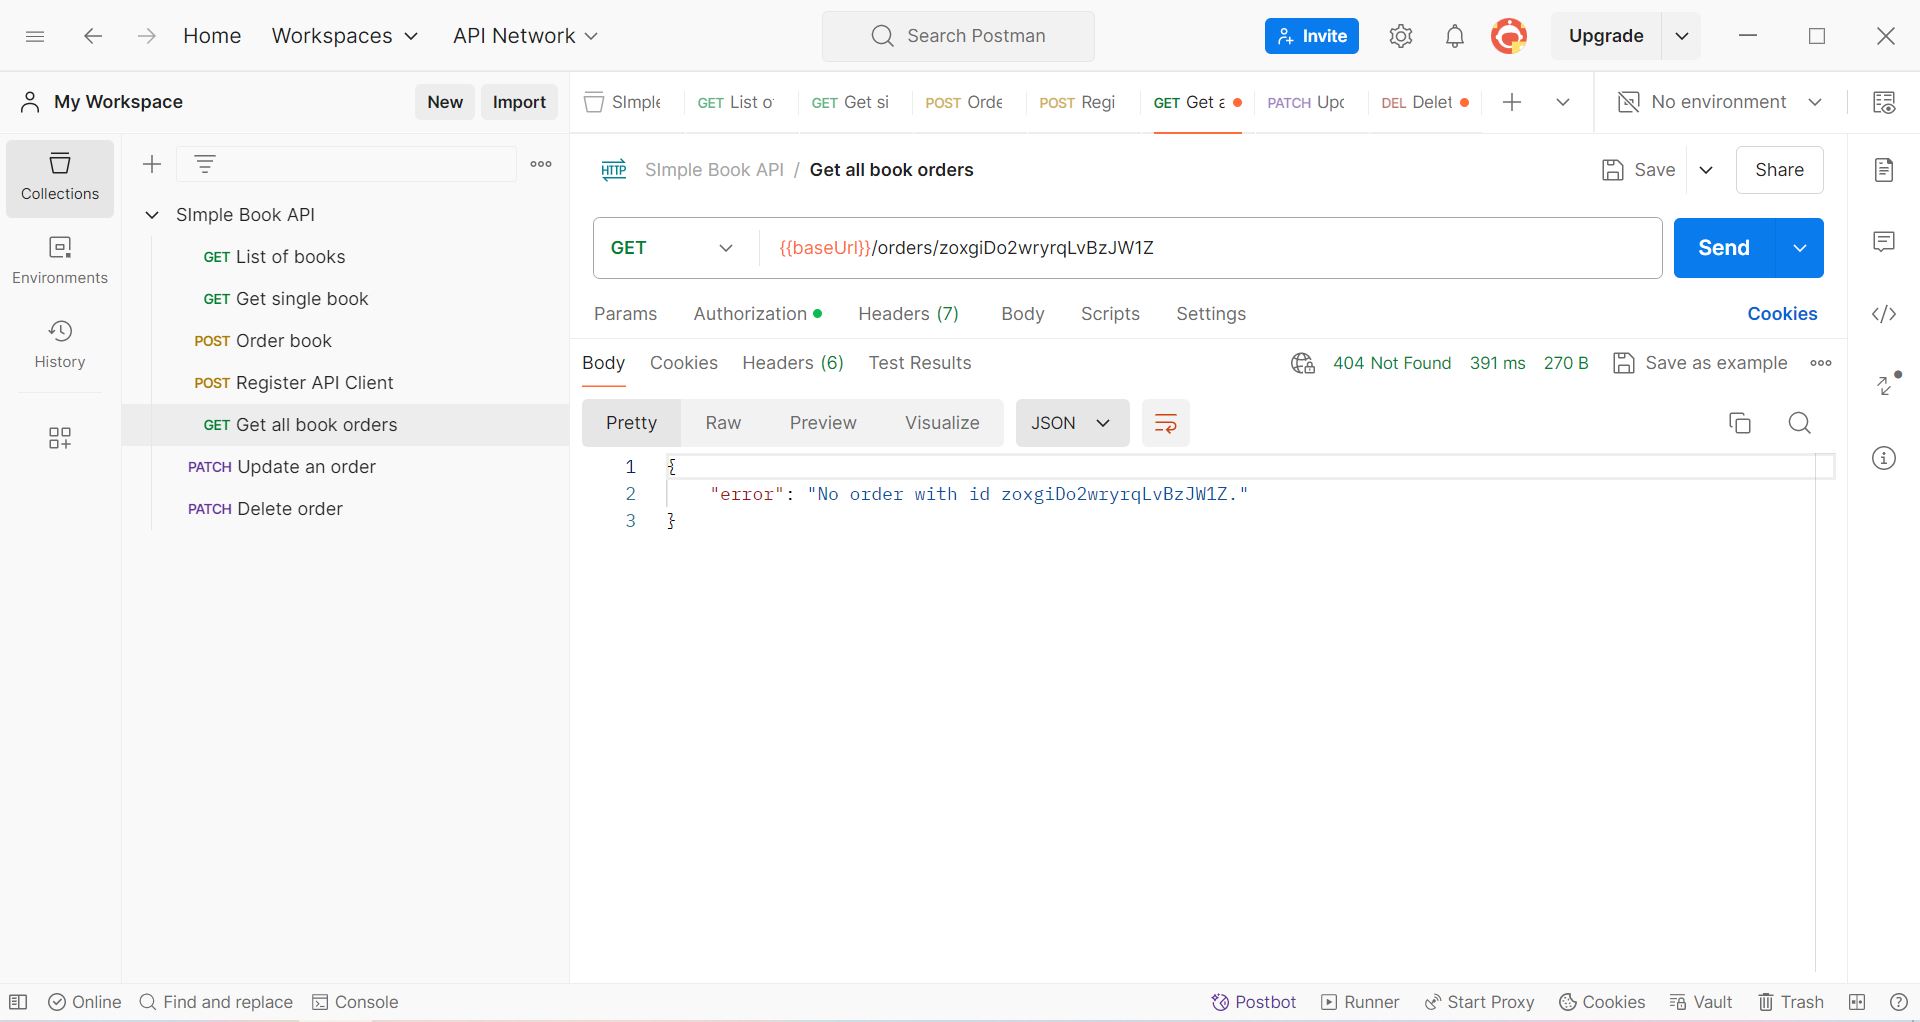 Home
Workspaces
API Network
Search Postman
Invite
Upgrade
My Workspace
New
Import
SImple
GET List o
GET Get si
POST Orde
POST Regi
GET Get a
PATCH Upd
DEL Delet
No environment
Collections
Environments
History
SImple Book API
GET List of books
GET Get single book
POST Order book
POST Register API Client
GET Get all book orders
PATCH Update an order
PATCH Delete order
HTTP SImple Book API / Get all book orders
Save
Share
GET
{{baseUrl}}/orders/zoxgiDo2wryrqLvBzJW1Z
Send
Params
Authorization
Headers (7)
Body
Scripts
Settings
Cookies
Body
Cookies
Headers (6)
Test Results
404 Not Found
391 ms
270 B
Save as example
Pretty
Raw
Preview
Visualize
JSON
1 {
2 "error": "No order with id zoxgiDo2wryrqLvBzJW1Z."
3 }
Online
Find and replace
Console
Postbot
Runner
Start Proxy
Cookies
Vault
Trash